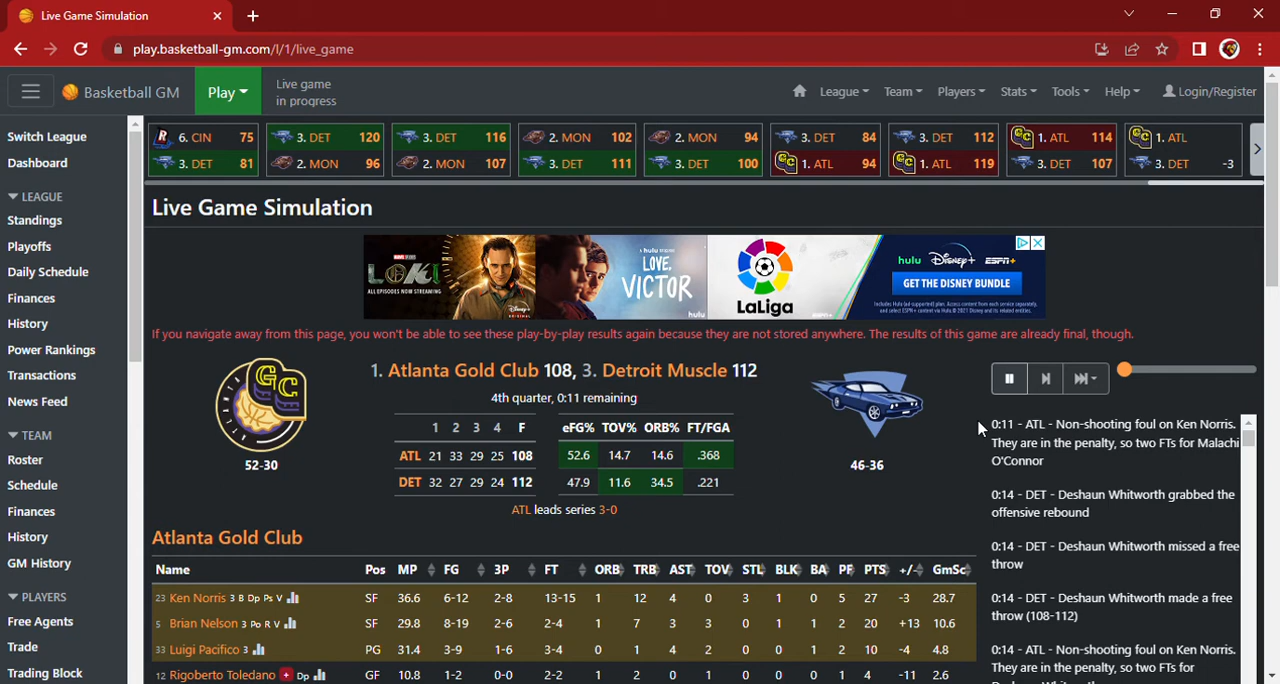 Live Game Simulation
play.basketball-gm.com/l/1/live_game
Basketball GM
Play
Live game
in progress
League
Team
Players
Stats
Tools
Help
Login/Register
Switch League
Dashboard
LEAGUE
Standings
Playoffs
Daily Schedule
Finances
History
Power Rankings
Transactions
News Feed
TEAM
Roster
Schedule
Finances
History
GM History
PLAYERS
Free Agents
Trade
Trading Block
6. CIN 75
3. DET 81
3. DET 120
2. MON 96
3. DET 116
2. MON 107
2. MON 102
3. DET 111
2. MON 94
3. DET 100
3. DET 84
1. ATL 94
3. DET 112
1. ATL 119
1. ATL 114
3. DET 107
1. ATL
3. DET -3
Live Game Simulation
MARVEL STUDIOS
LOKI
ALL EPISODES NOW STREAMING
Disney+
LOVE,
VICTOR
hulu
LaLiga
hulu Disney+ ESPN+
GET THE DISNEY BUNDLE
If you navigate away from this page, you won't be able to see these play-by-play results again because they are not stored anywhere. The results of this game are already final, though.
GC
52-30
1. Atlanta Gold Club 108, 3. Detroit Muscle 112
4th quarter, 0:11 remaining
1 2 3 4 F
ATL 21 33 29 25 108
DET 32 27 29 24 112
eFG% TOV% ORB% FT/FGA
52.6 14.7 14.6 .368
47.9 11.6 34.5 .221
ATL leads series 3-0
46-36
0:11 - ATL - Non-shooting foul on Ken Norris.
They are in the penalty, so two FTs for Malachi
O'Connor
0:14 - DET - Deshaun Whitworth grabbed the
offensive rebound
0:14 - DET - Deshaun Whitworth missed a free
throw
0:14 - DET - Deshaun Whitworth made a free
throw (108-112)
0:14 - ATL - Non-shooting foul on Ken Norris.
They are in the penalty, so two FTs for
Atlanta Gold Club
Name Pos MP FG 3P FT ORB TRB AST TOV STL BLK BA PF PTS +/- GmSc
23 Ken Norris 3 B Dp Ps V SF 36.6 6-12 2-8 13-15 1 12 4 0 3 1 0 5 27 -3 28.7
5 Brian Nelson 3 Po R V SF 29.8 8-19 2-6 2-4 1 7 3 3 0 1 1 2 20 +13 10.6
33 Luigi Pacifico 3 PG 31.4 3-9 1-6 3-4 0 1 4 2 0 0 1 2 10 -4 4.8
12 Rigoberto Toledano Dp GF 10.8 1-2 0-0 2-2 1 2 0 1 0 0 0 1 4 -11 2.6